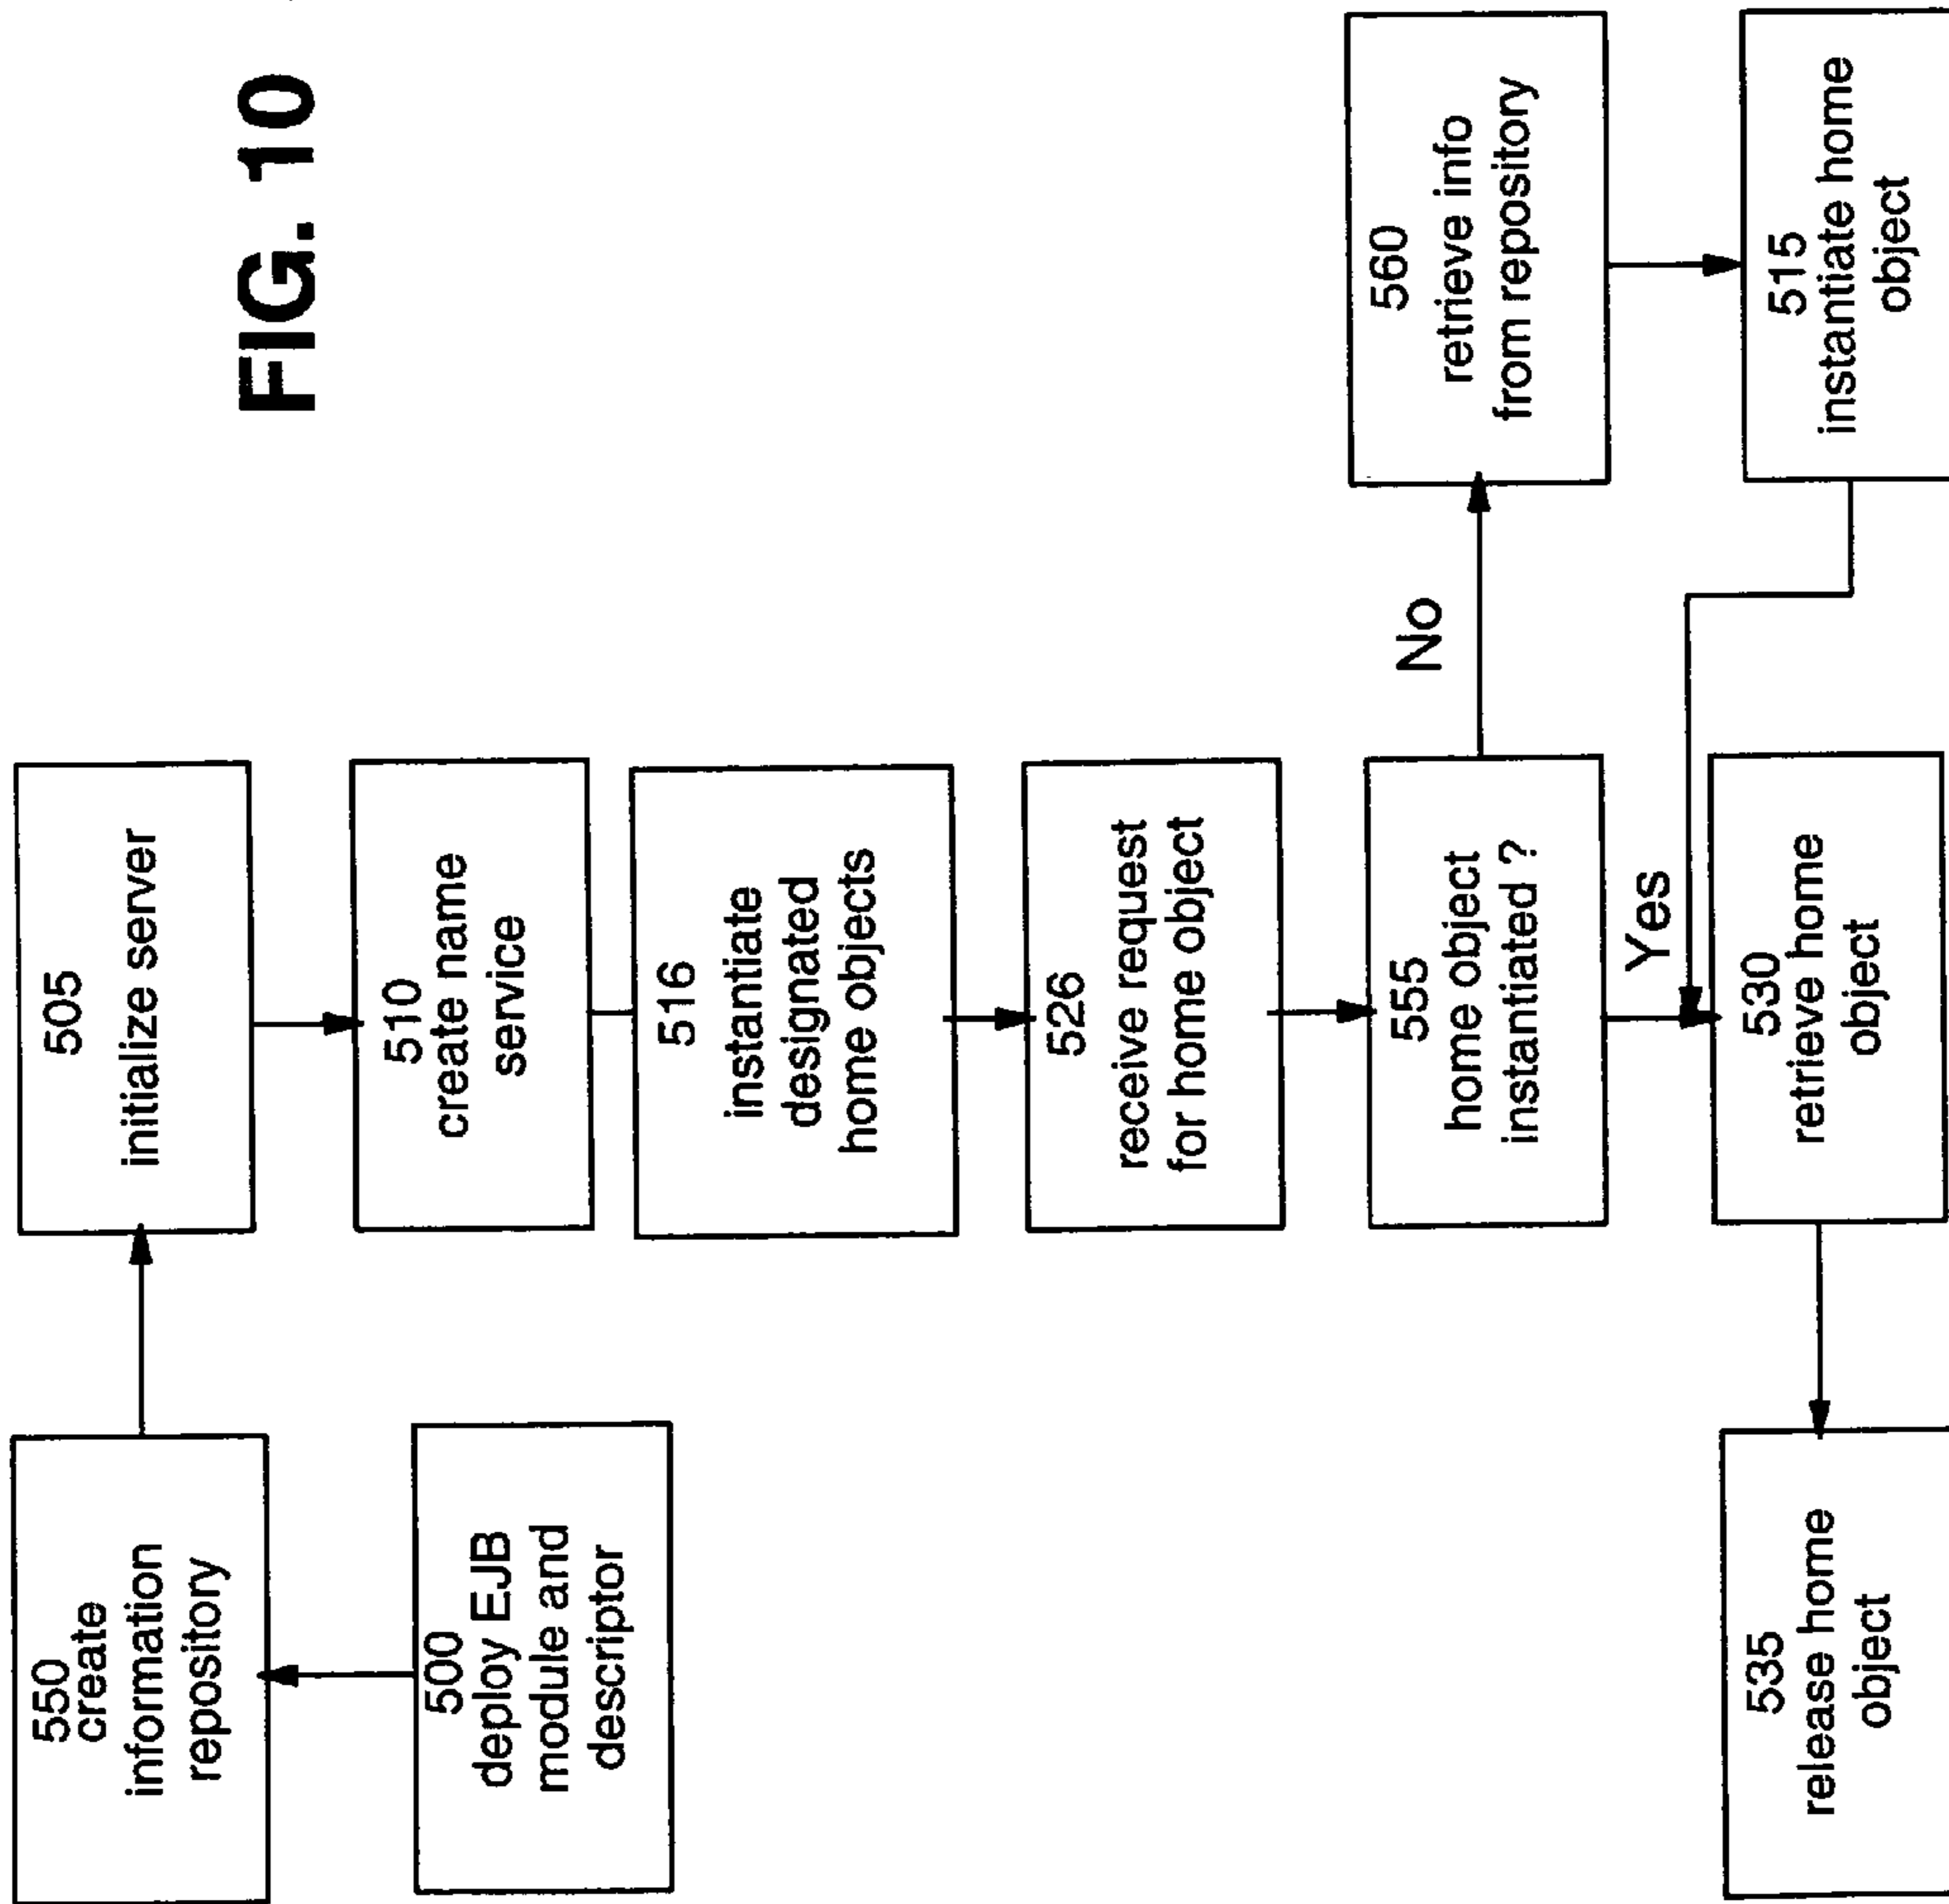 FIG. 10
550
create
information
repository
500
deploy EJB
module and
descriptor
505
initialize server
510
create name
service
516
instantiate
designated
home objects
526
receive request
for home object
555
home object
instantiated ?
No
Yes
560
retrieve info
from repository
515
instantiate home
object
530
retrieve home
object
535
release home
object